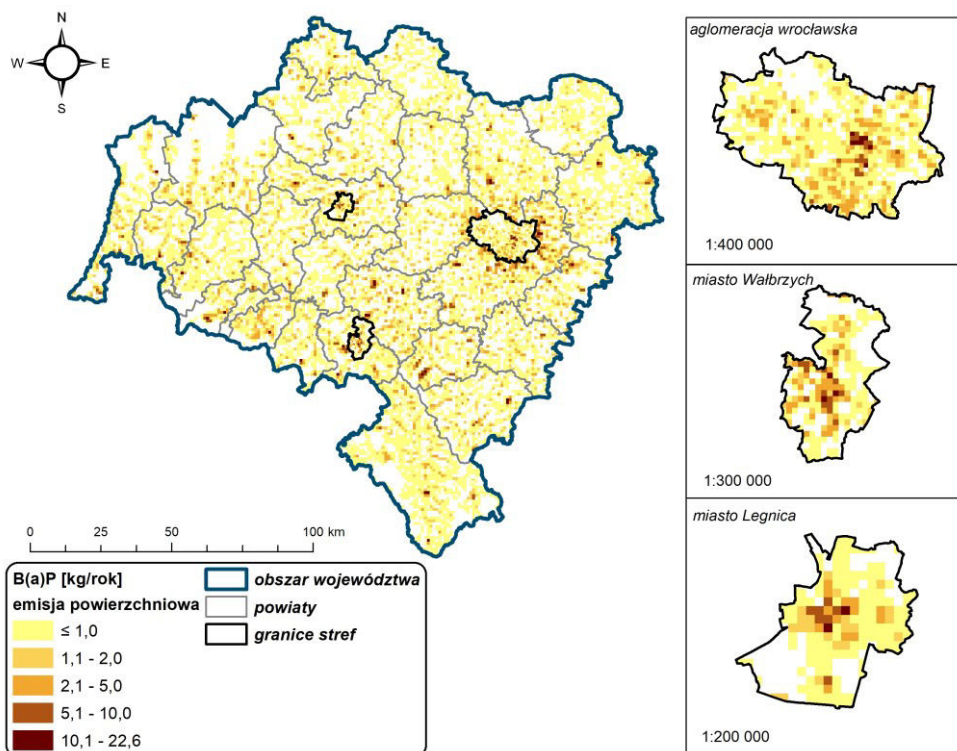 N
W E
S
aglomeracja wrocławska
1:400 000
miasto Wałbrzych
1:300 000
miasto Legnica
1:200 000
0 25 50 100 km
B(a)P [kg/rok]
emisja powierzchniowa
≤ 1,0
1,1 - 2,0
2,1 - 5,0
5,1 - 10,0
10,1 - 22,6
obszar województwa
powiaty
granice stref